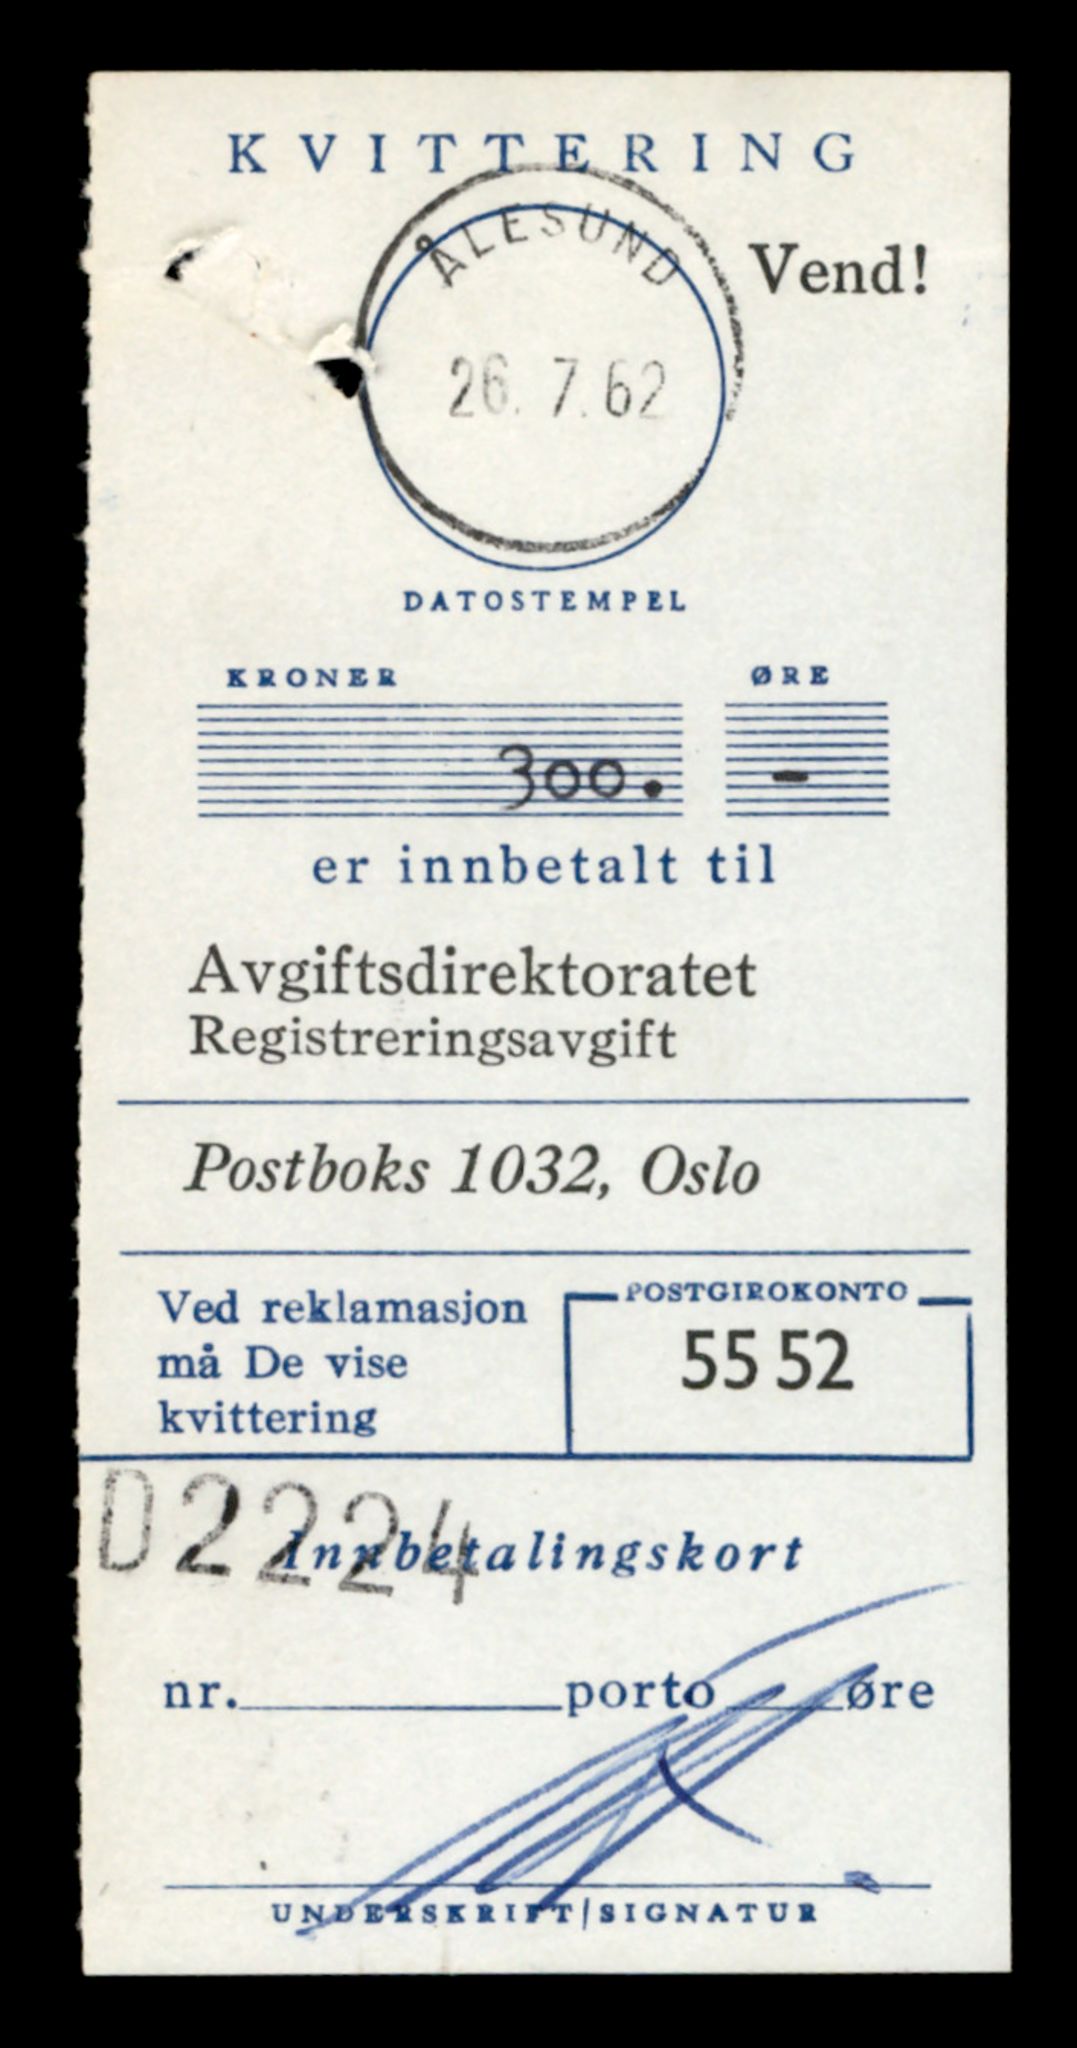 KVITTERING
ÅLESUND
Vend!
26. 7. 62
DATOSTEMPEL
KRONER ØRE
300. -
er innbetalt til
Avgiftsdirektoratet
Registreringsavgift
Postboks 1032, Oslo
Ved reklamasjon
må De vise
kvittering
POSTGIROKONTO
55 52
D2224
Innbetalingskort
nr. porto øre
UNDERSKRIFT/SIGNATUR